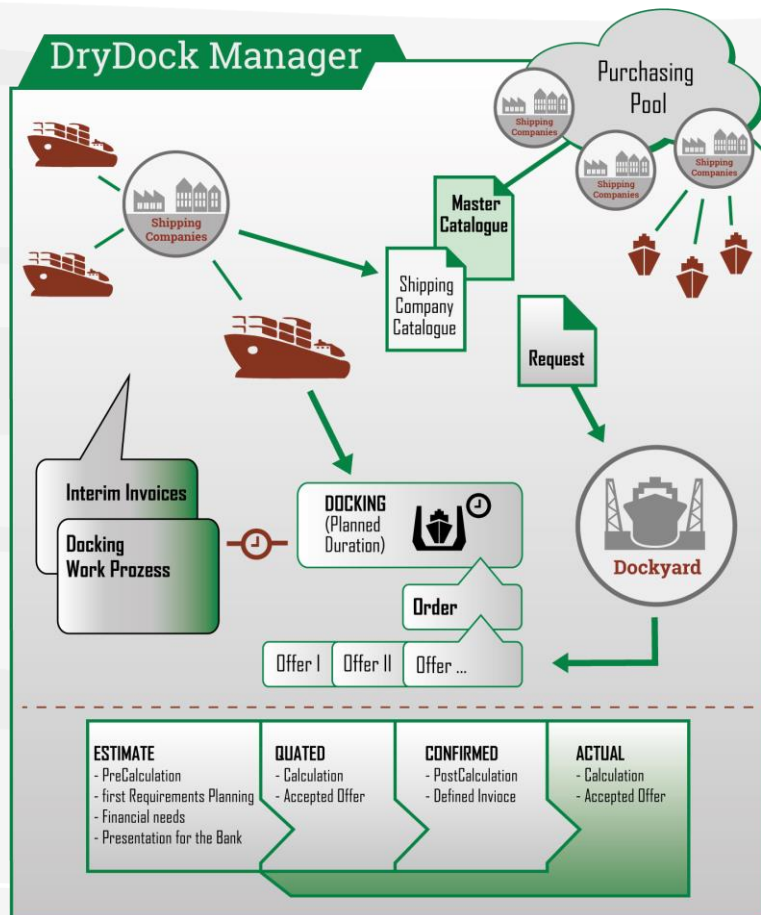 DryDock Manager
Purchasing
Pool
Shipping
Companies
Shipping
Companies
Shipping
Companies
Shipping
Companies
Master
Catalogue
Shipping
Company
Catalogue
Request
Interim Invoices
Docking
Work Prozess
DOCKING
(Planned
Duration)
Dockyard
Order
Offer I
Offer II
Offer ...
ESTIMATE
- PreCalculation
- first Requirements Planning
- Financial needs
- Presentation for the Bank
QUATED
- Calculation
- Accepted Offer
CONFIRMED
- PostCalculation
- Defined Invioce
ACTUAL
- Calculation
- Accepted Offer